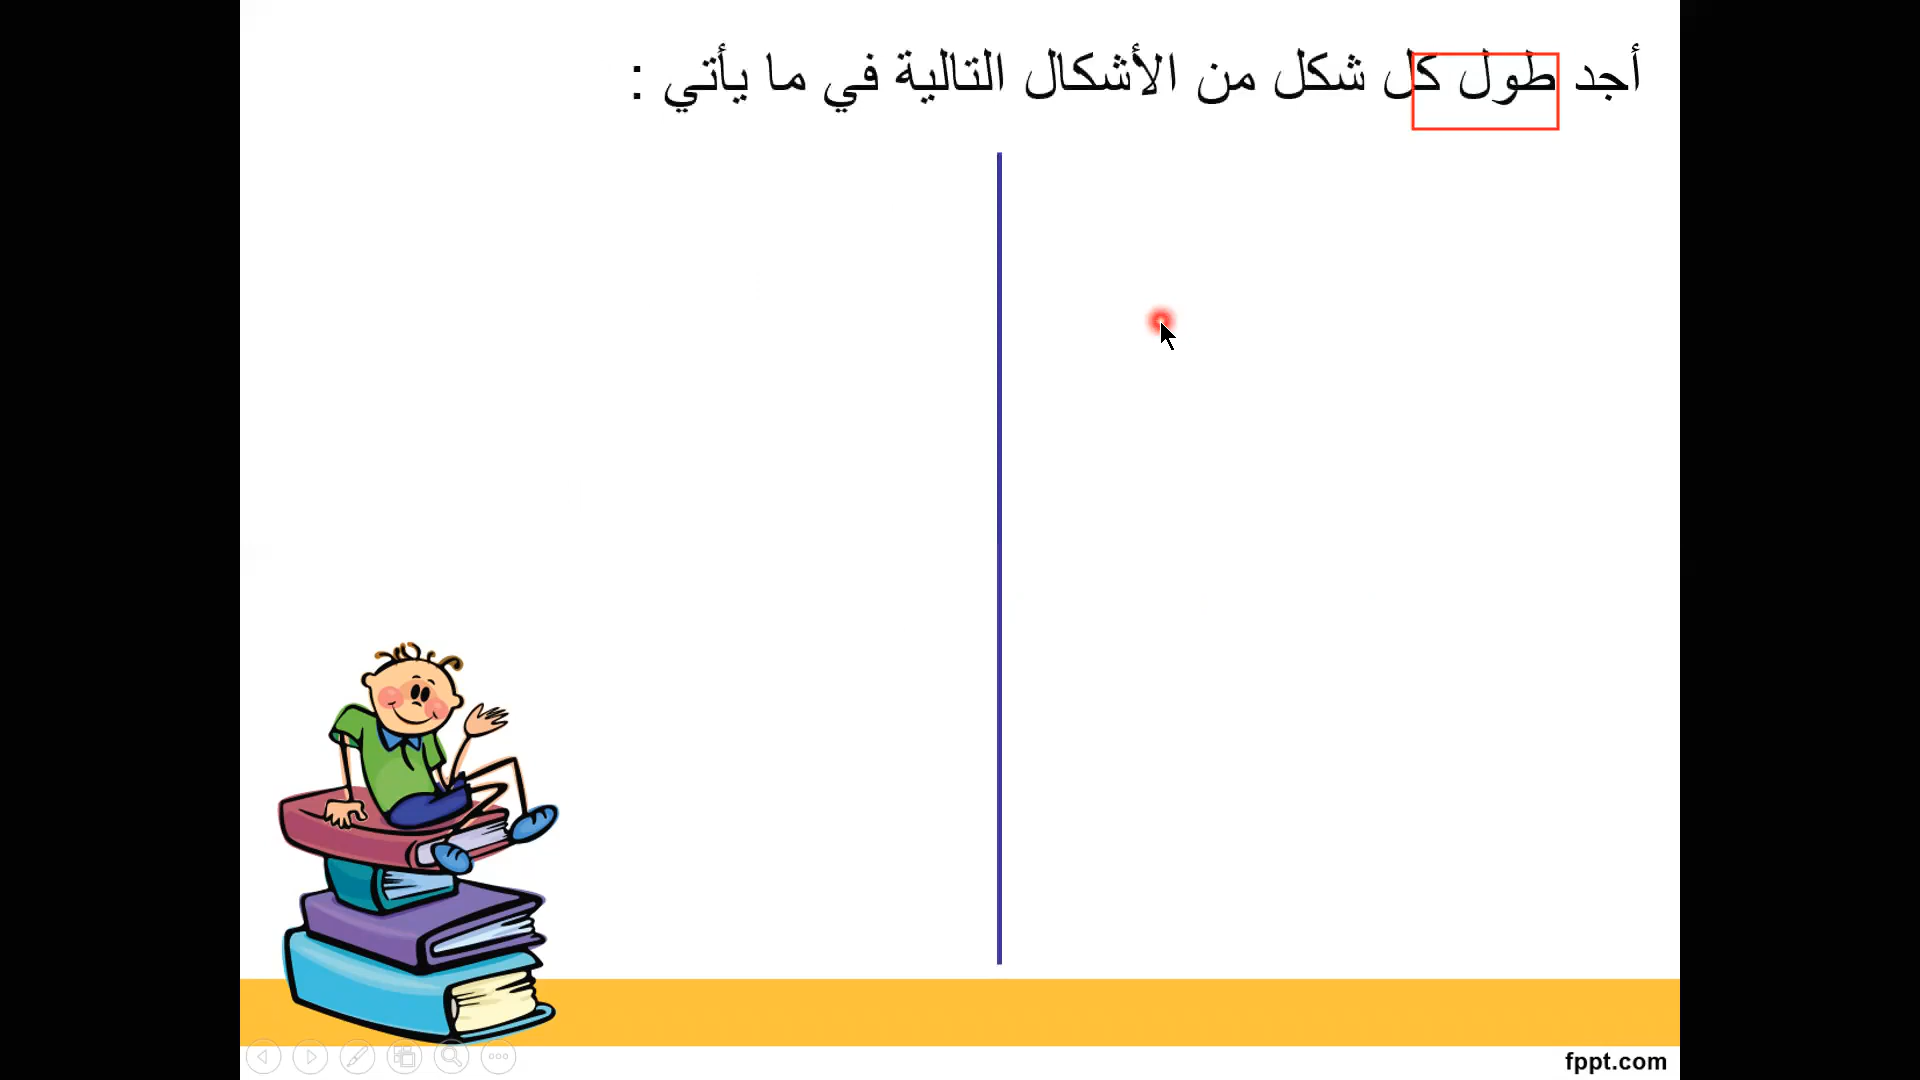 أجد طول كل شكل من الأشكال التالية في ما يأتي :
fppt.com